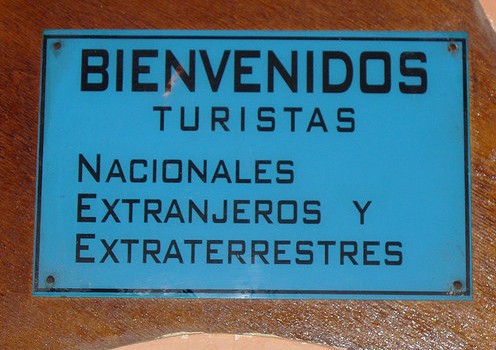 BIENVENIDOS
TURISTAS
NACIONALES
EXTRANJEROS Y
EXTRATERRESTRES